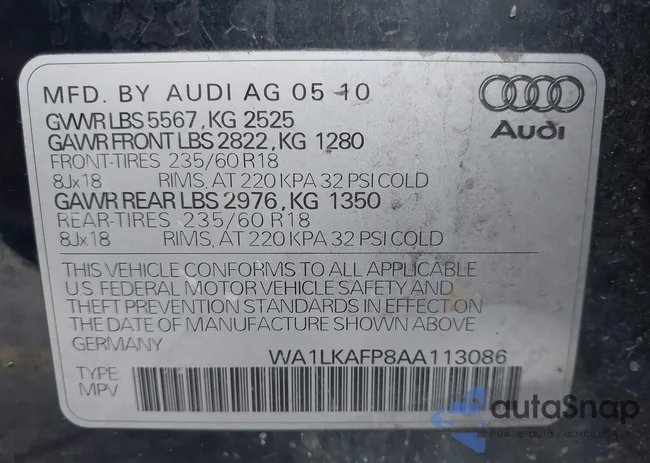 MFD. BY AUDI AG 05 10
GVWR LBS 5567, KG 2525
GAWR FRONT LBS 2822, KG 1280
FRONT-TIRES 235/60 R18
8Jx18 RIMS, AT 220 KPA 32 PSI COLD
GAWR REAR LBS 2976, KG 1350
REAR-TIRES 235/60 R18
8Jx18 RIMS, AT 220 KPA 32 PSI COLD
THIS VEHICLE CONFORMS TO ALL APPLICABLE
U.S. FEDERAL MOTOR VEHICLE SAFETY AND
THEFT PREVENTION STANDARDS IN EFFECT ON
THE DATE OF MANUFACTURE SHOWN ABOVE
GERMANY WA1LKAFP8AA113086
TYPE
MPV
Audi
autaSnap
Pewne auta z aukcji